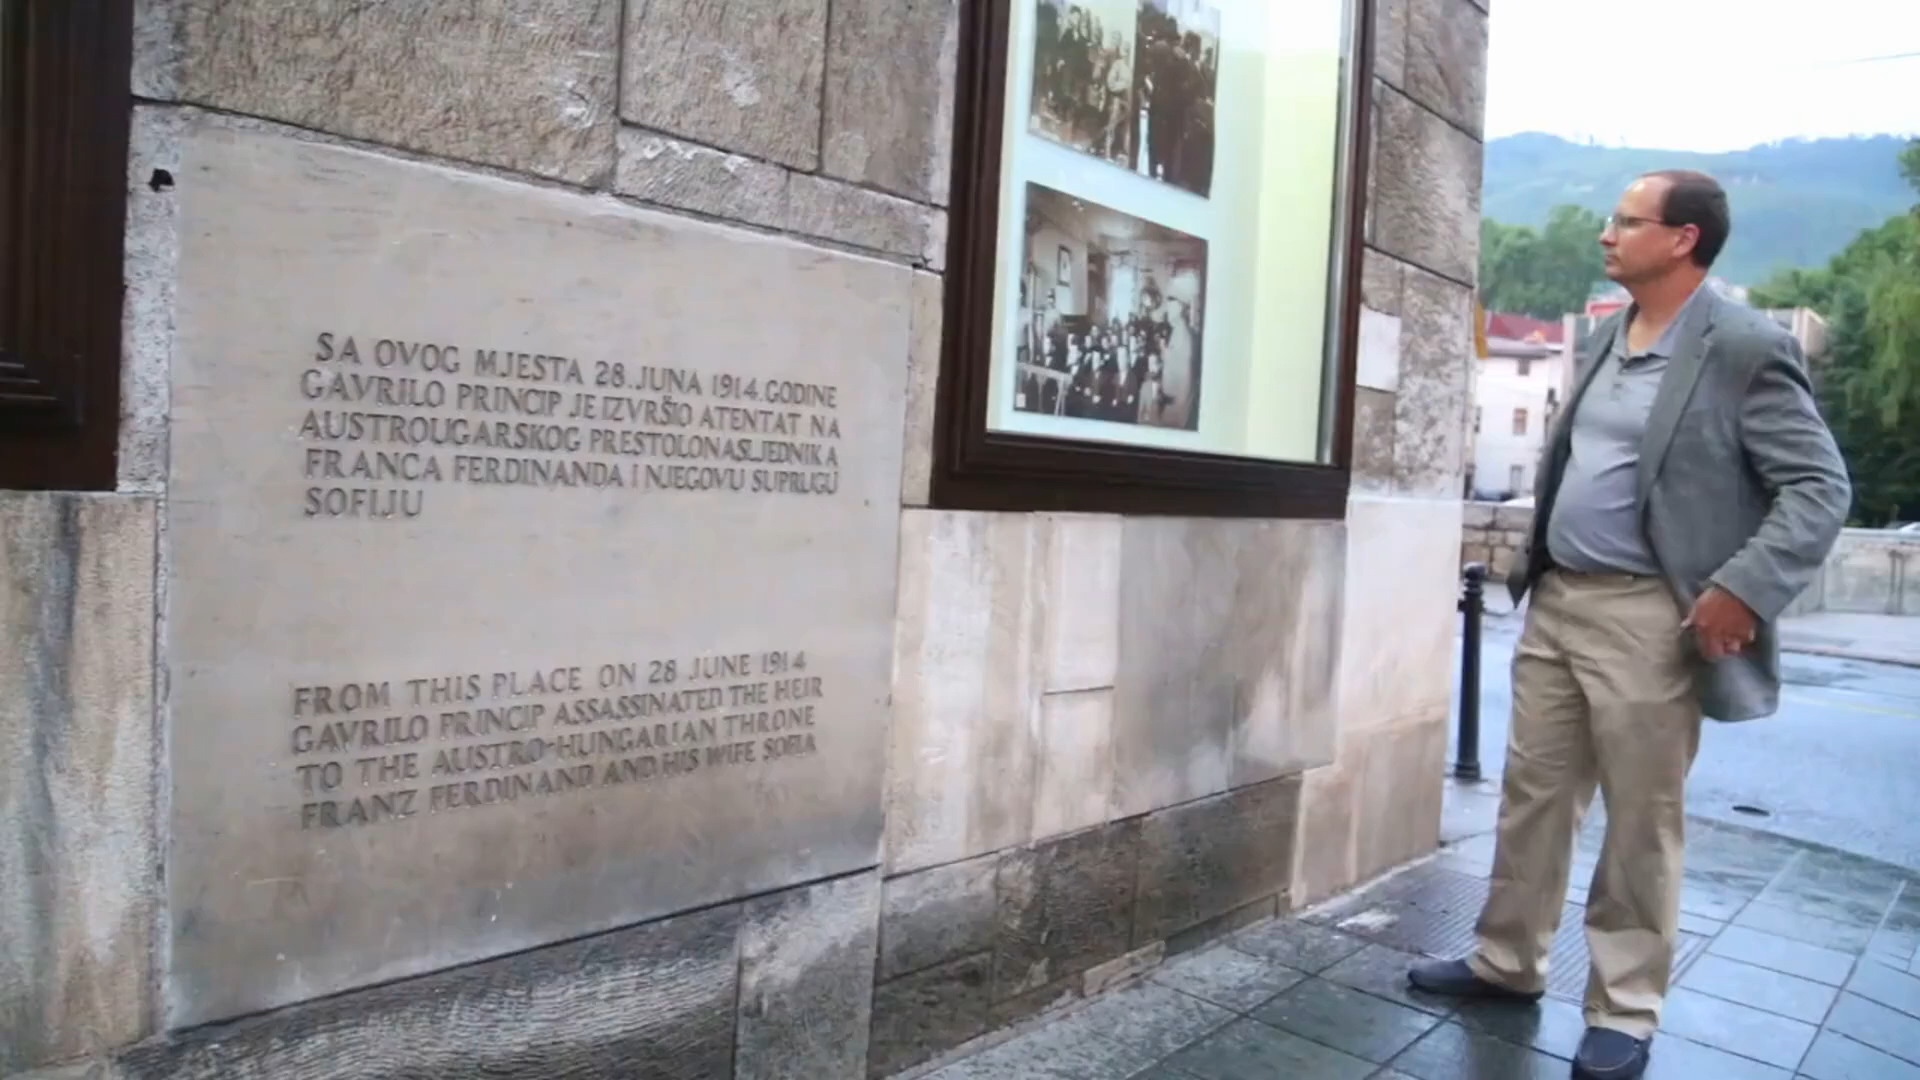 SA OVOG MJESTA 28.JUNA 1914.GODINE
GAVRILO PRINCIP JE IZVRŠIO ATENTAT NA
AUSTROUGARSKOG PRESTOLONASLJEDNIKA
FRANCA FERDINANDA I NJEGOVU SUPRUGU
SOFIJU
FROM THIS PLACE ON 28 JUNE 1914
GAVRILO PRINCIP ASSASSINATED THE HEIR
TO THE AUSTRO-HUNGARIAN THRONE
FRANZ FERDINAND AND HIS WIFE SOFIA